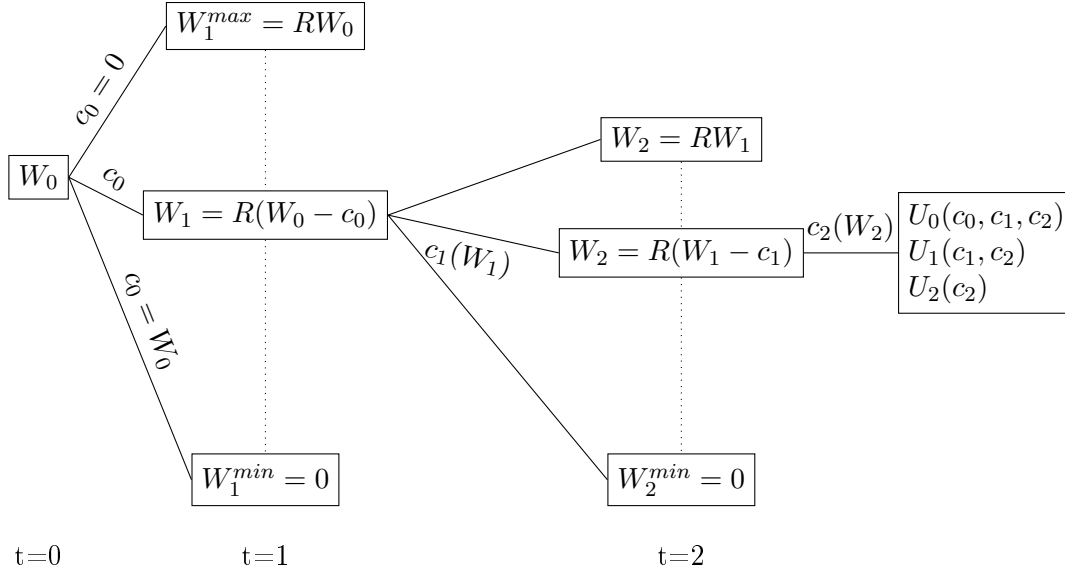 $W_1^{max} = RW_0$
$c_0 = 0$
$W_2 = RW_1$
$W_0$
$c_0$
$W_1 = R(W_0 - c_0)$
$c_1(W_1)$
$W_2 = R(W_1 - c_1)$
$c_2(W_2)$
$U_0(c_0, c_1, c_2)$
$U_1(c_1, c_2)$
$U_2(c_2)$
$c_0 = W_0$
$W_1^{min} = 0$
$W_2^{min} = 0$
t=0
t=1
t=2